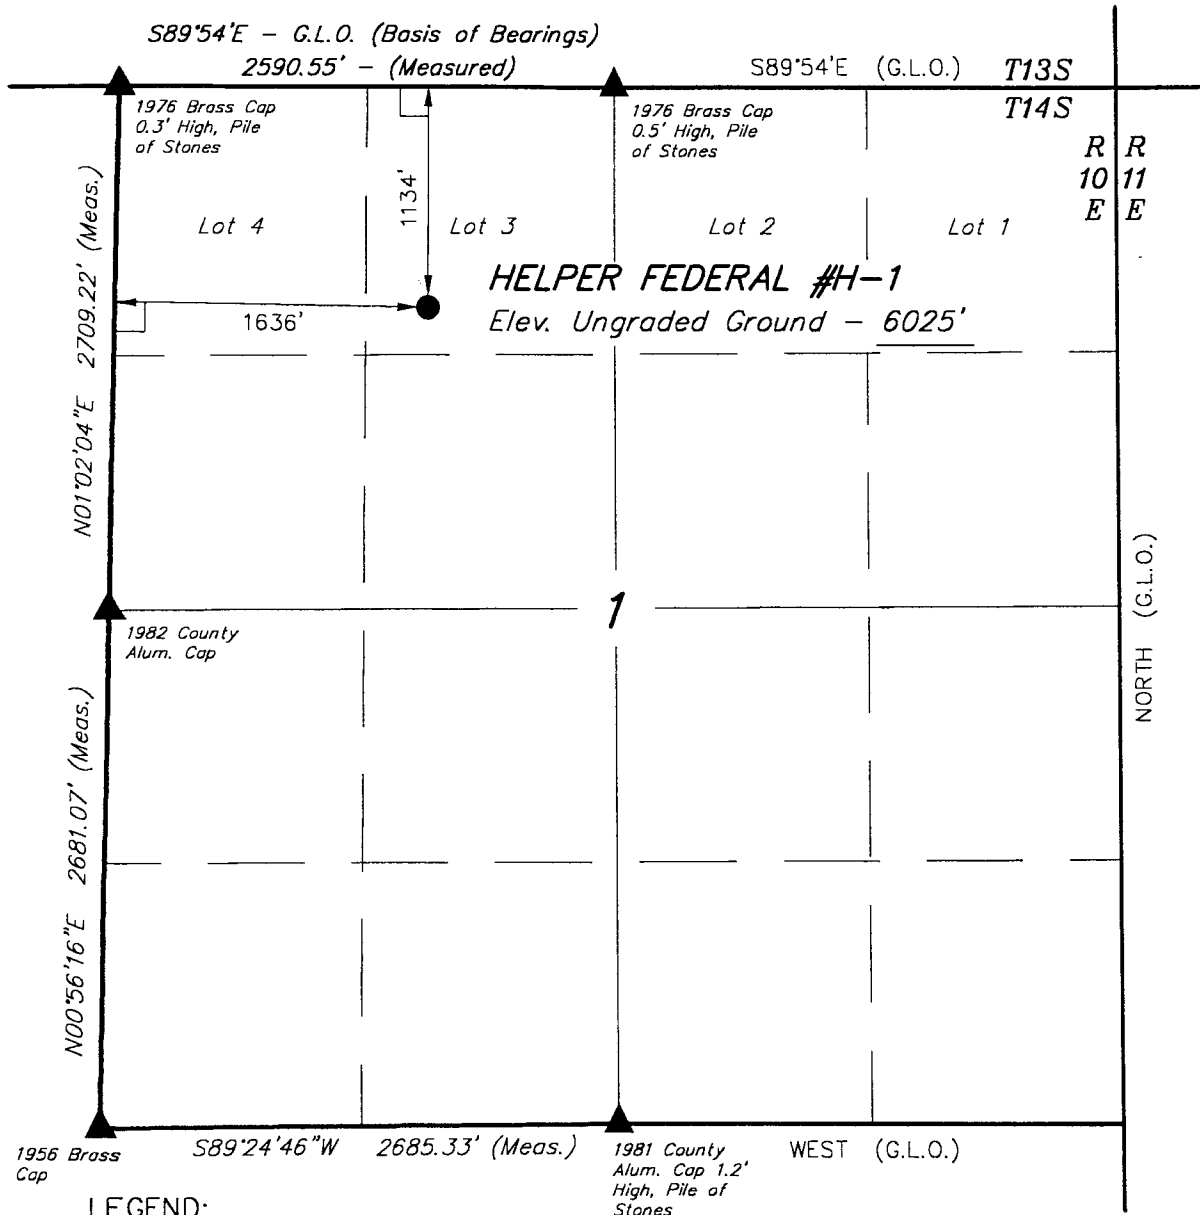 S89°54'E - G.L.O. (Basis of Bearings)
2590.55' - (Measured)
S89°54'E (G.L.O.)
T13S
T14S
R R
10 11
E E
1976 Brass Cap
0.3' High, Pile
of Stones
1976 Brass Cap
0.5' High, Pile
of Stones
N01°02'04"E 2709.22' (Meas.)
1134'
Lot 4
Lot 3
Lot 2
Lot 1
HELPER FEDERAL #H-1
Elev. Ungraded Ground - 6025'
1636'
1
1982 County
Alum. Cap
NORTH (G.L.O.)
N00°56'16"E 2681.07' (Meas.)
1956 Brass
Cap
S89°24'46"W 2685.33' (Meas.)
1981 County
Alum. Cap 1.2'
High, Pile of
Stones
WEST (G.L.O.)
LEGEND: